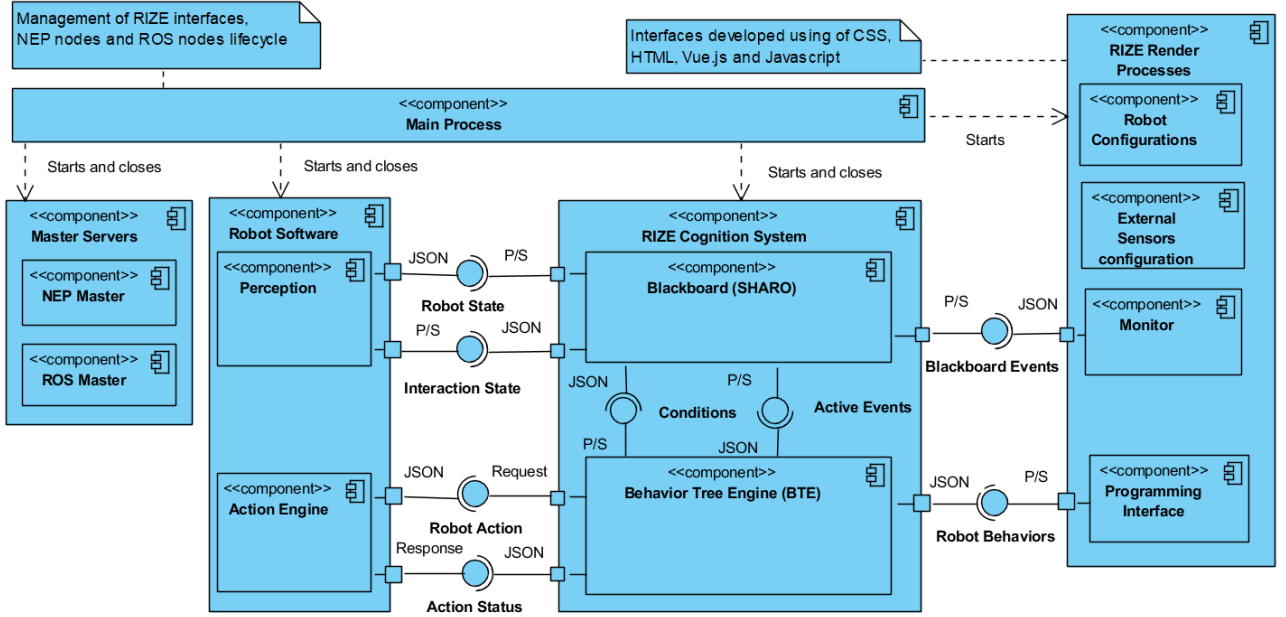 Management of RIZE interfaces,
NEP nodes and ROS nodes lifecycle
Interfaces developed using of CSS,
HTML, Vue.js and Javascript
<<component>>
RIZE Render
Processes
<<component>>
Main Process
Starts
<<component>>
Robot
Configurations
<<component>>
External
Sensors
configuration
<<component>>
Monitor
<<component>>
Programming
Interface
Starts and closes
Starts and closes
Starts and closes
<<component>>
Master Servers
<<component>>
NEP Master
<<component>>
ROS Master
<<component>>
Robot Software
<<component>>
Perception
<<component>>
Action Engine
JSON
P/S
Robot State
P/S
JSON
Interaction State
JSON
Request
Robot Action
Response
JSON
Action Status
<<component>>
RIZE Cognition System
<<component>>
Blackboard (SHARO)
JSON
P/S
Conditions
Active Events
P/S
JSON
<<component>>
Behavior Tree Engine (BTE)
P/S
JSON
Blackboard Events
JSON
P/S
Robot Behaviors